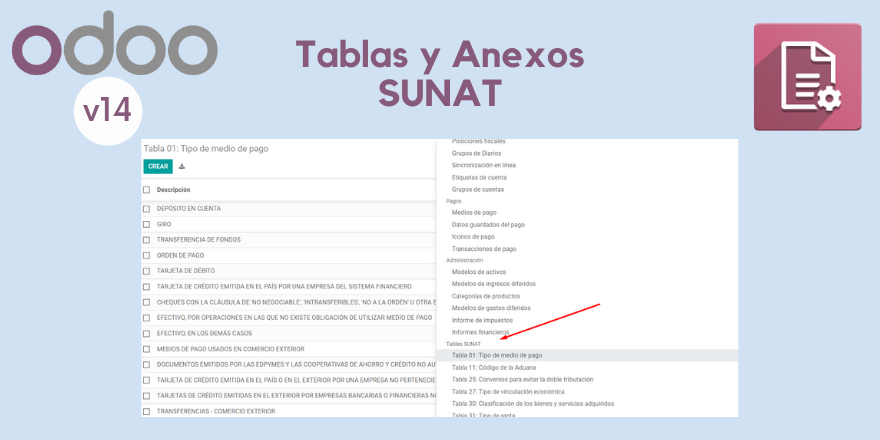 odoo
v14
Tablas y Anexos
SUNAT
Tabla 01: Tipo de medio de pago
CREAR
Descripción
DEPÓSITO EN CUENTA
GIRO
TRANSFERENCIA DE FONDOS
ORDEN DE PAGO
TARJETA DE DÉBITO
TARJETA DE CRÉDITO EMITIDA EN EL PAÍS POR UNA EMPRESA DEL SISTEMA FINANCIERO
CHEQUES CON LA CLÁUSULA DE 'NO NEGOCIABLE', 'INTRANSFERIBLES', 'NO A LA ORDEN' U OTRA E
EFECTIVO, POR OPERACIONES EN LAS QUE NO EXISTE OBLIGACIÓN DE UTILIZAR MEDIO DE PAGO
EFECTIVO, EN LOS DEMÁS CASOS
MEDIOS DE PAGO USADOS EN COMERCIO EXTERIOR
DOCUMENTOS EMITIDOS POR LAS EDPYMES Y LAS COOPERATIVAS DE AHORRO Y CRÉDITO NO AU
TARJETA DE CRÉDITO EMITIDA EN EL PAÍS O EN EL EXTERIOR POR UNA EMPRESA NO PERTENECIE
TARJETAS DE CRÉDITO EMITIDAS EN EL EXTERIOR POR EMPRESAS BANCARIAS O FINANCIERAS NO
TRANSFERENCIAS - COMERCIO EXTERIOR
Posiciones fiscales
Grupos de Diarios
Sincronización en línea
Etiquetas de cuenta
Grupos de cuentas
Pagos
Medios de pago
Datos guardados del pago
Iconos de pago
Transacciones de pago
Administración
Modelos de activos
Modelos de ingresos diferidos
Categorías de productos
Modelos de gastos diferidos
Informe de impuestos
Informes financieros
Tablas SUNAT
Tabla 01: Tipo de medio de pago
Tabla 11: Código de la Aduana
Tabla 25: Convenios para evitar la doble tributación
Tabla 27: Tipo de vinculación económica
Tabla 30: Clasificación de los bienes y servicios adquiridos
Tabla 31: Tipo de renta